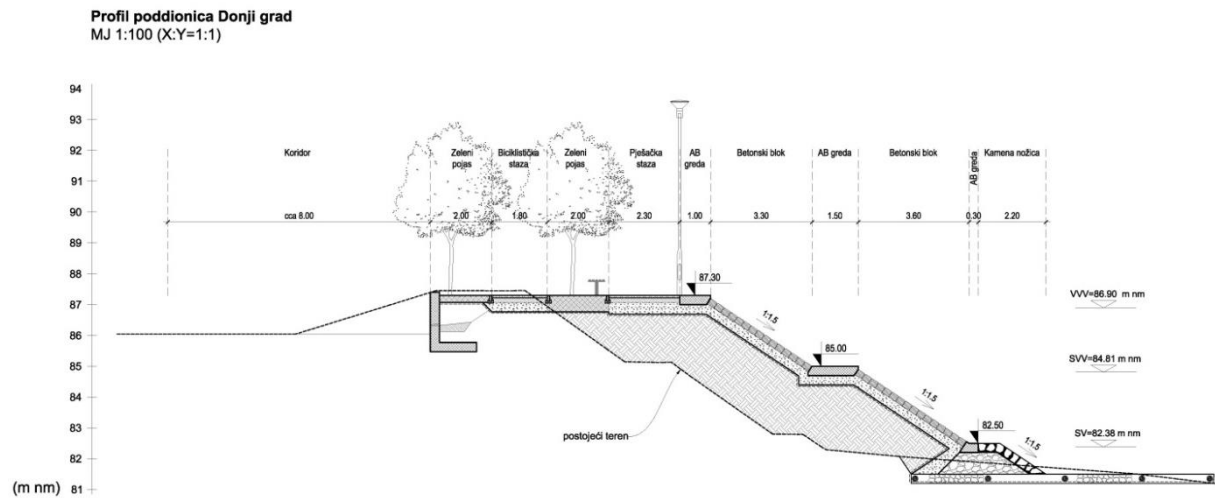 Profil poddionica Donji grad
MJ 1:100 (X:Y=1:1)
94
93
92
91
90
89
88
87
86
85
84
83
82
(m nm) 81
Koridor
Zeleni pojas
Biciklistička staza
Zeleni pojas
Pješačka staza
AB greda
Betonski blok
AB greda
Betonski blok
AB greda
Kamena nožica
cca 8.00
2.00
1.80
2.00
2.30
1.00
3.30
1.50
3.60
0.30
2.20
87.30
1:1.5
85.00
1:1.5
82.50
1:1.5
postojeći teren
VVV=86.90 m nm
SVV=84.81 m nm
SV=82.38 m nm